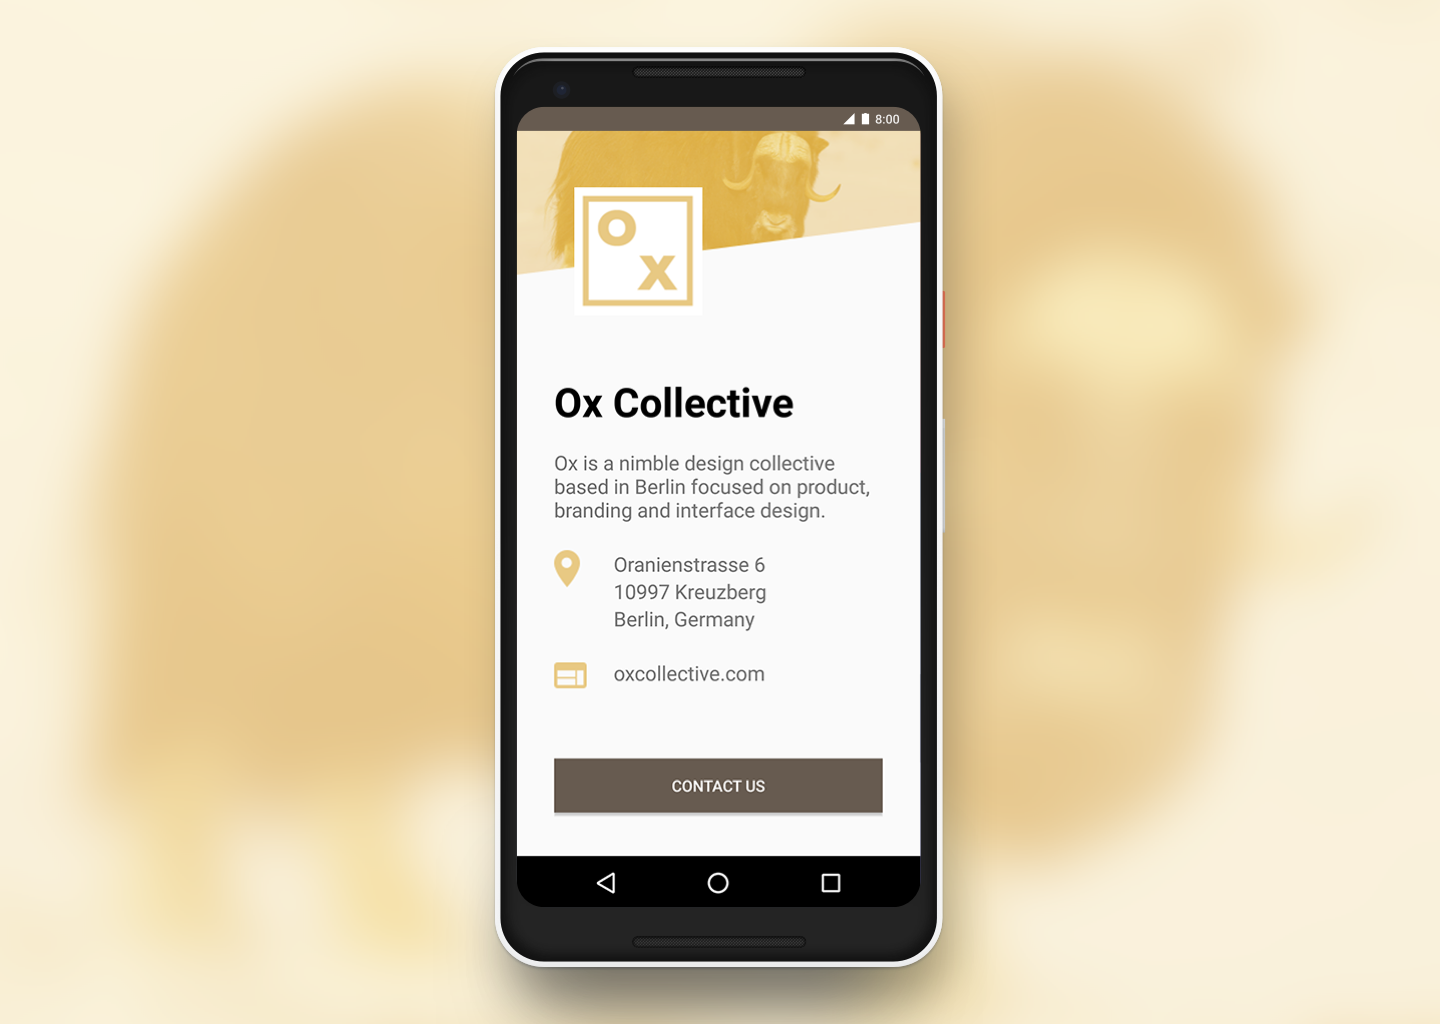 8:00
O
x
Ox Collective
Ox is a nimble design collective
based in Berlin focused on product,
branding and interface design.
Oranienstrasse 6
10997 Kreuzberg
Berlin, Germany
oxcollective.com
CONTACT US